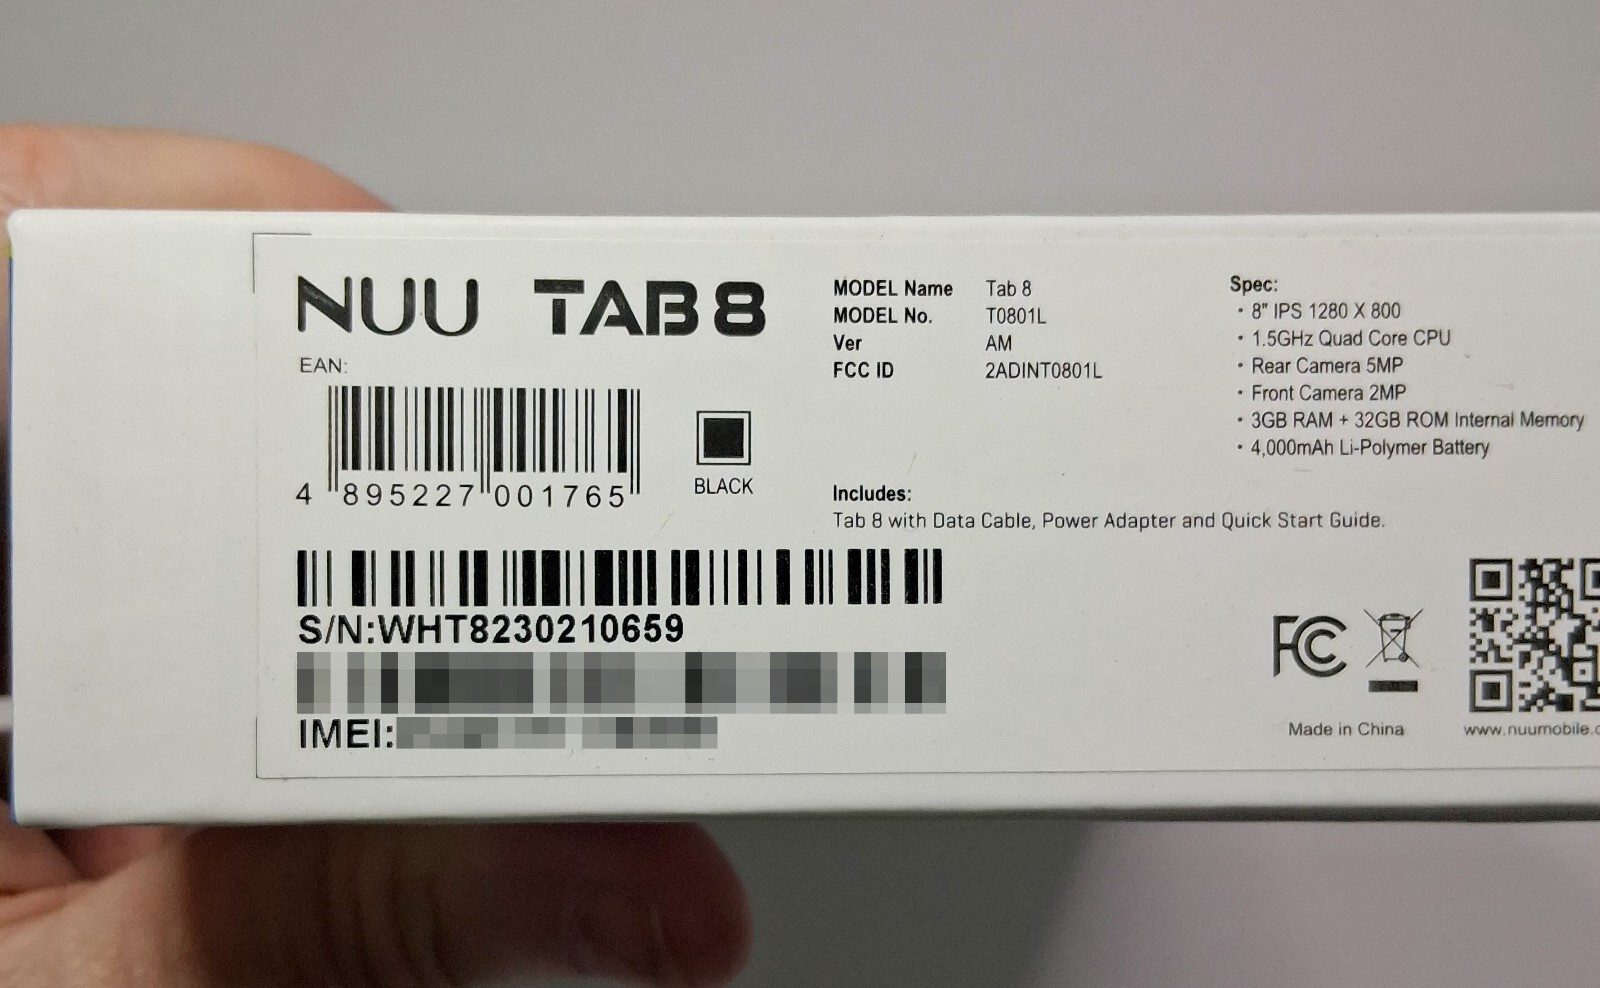 NUU TAB 8
EAN:
4 895227 001765
BLACK
S/N:WHT8230210659
IMEI:
MODEL Name Tab 8
MODEL No. T0801L
Ver AM
FCC ID 2ADINT0801L
Includes:
Tab 8 with Data Cable, Power Adapter and Quick Start Guide.
Spec:
· 8" IPS 1280 X 800
· 1.5GHz Quad Core CPU
· Rear Camera 5MP
· Front Camera 2MP
· 3GB RAM + 32GB ROM Internal Memory
· 4,000mAh Li-Polymer Battery
FC
Made in China
www.nuumobile.c